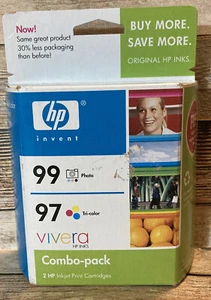 Now!
Same great product
30% less packaging
than before!
BUY MORE.
SAVE MORE.
ORIGINAL HP INKS.
hp
invent
99 Photo
97 Tri-color
vivera
HP INKS
Combo-pack
2 HP Inkjet Print Cartridges